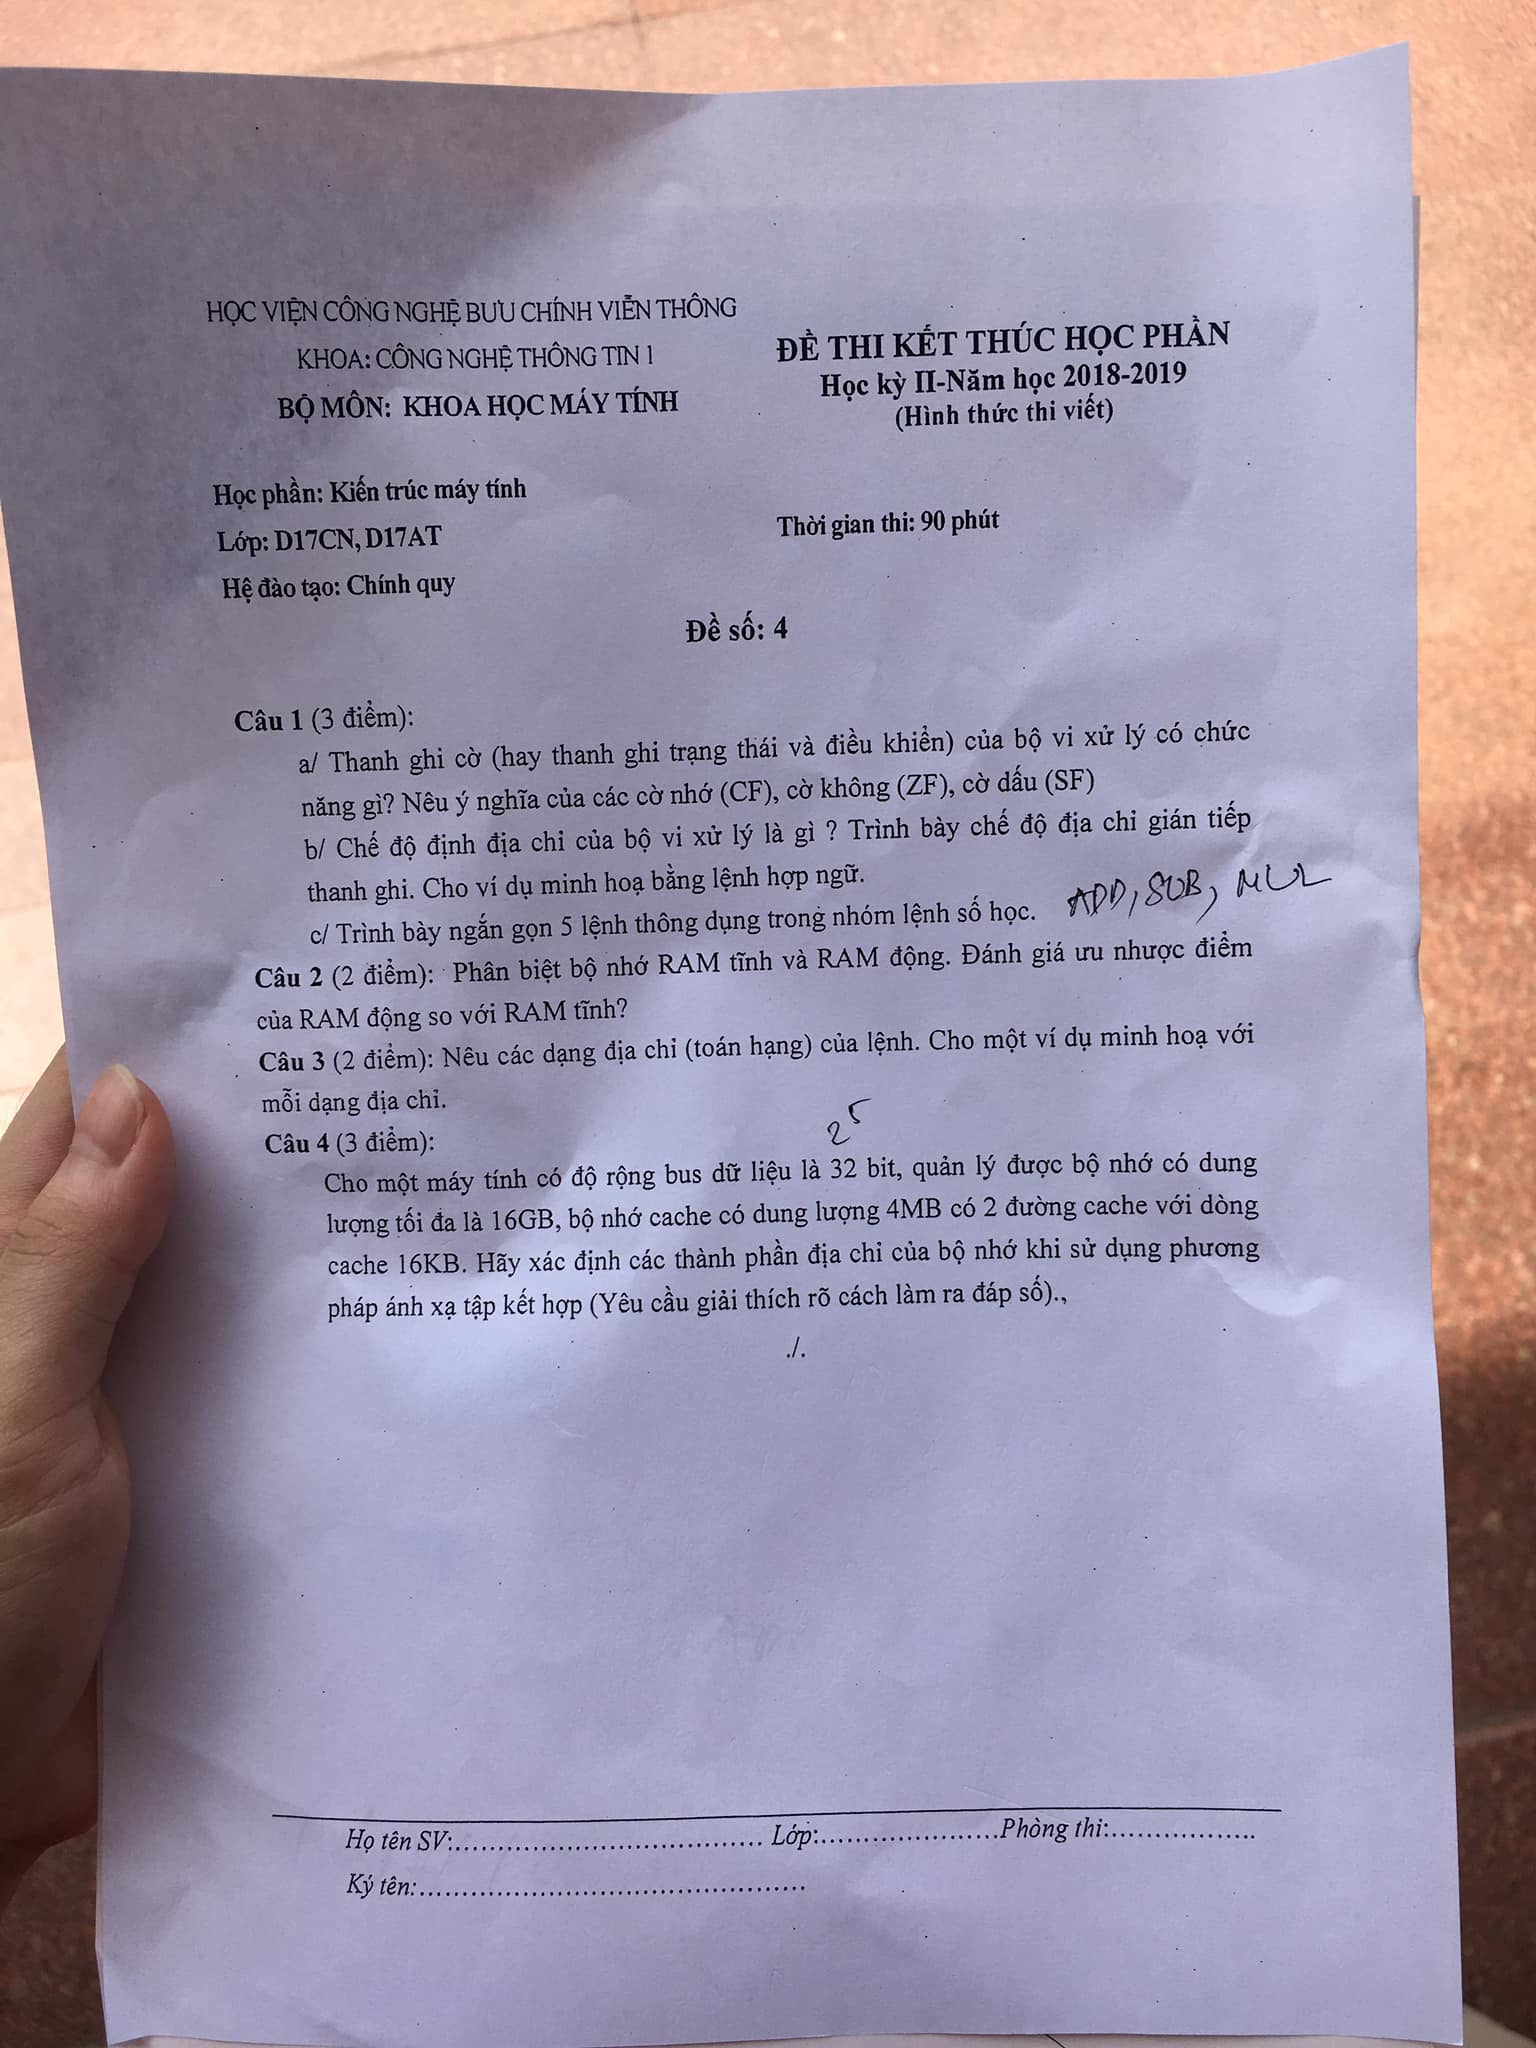 HỌC VIỆN CÔNG NGHỆ BƯU CHÍNH VIỄN THÔNG
KHOA: CÔNG NGHỆ THÔNG TIN 1
BỘ MÔN: KHOA HỌC MÁY TÍNH
ĐỀ THI KẾT THÚC HỌC PHẦN
Học kỳ II-Năm học 2018-2019
(Hình thức thi viết)
Học phần: Kiến trúc máy tính
Lớp: D17CN, D17AT
Thời gian thi: 90 phút
Hệ đào tạo: Chính quy
Đề số: 4
Câu 1 (3 điểm):
a/ Thanh ghi cờ (hay thanh ghi trạng thái và điều khiển) của bộ vi xử lý có chức
năng gì? Nêu ý nghĩa của các cờ nhớ (CF), cờ không (ZF), cờ dấu (SF)
b/ Chế độ định địa chỉ của bộ vi xử lý là gì ? Trình bày chế độ địa chỉ gián tiếp
thanh ghi. Cho ví dụ minh hoạ bằng lệnh hợp ngữ.
c/ Trình bày ngắn gọn 5 lệnh thông dụng trong nhóm lệnh số học. ADD, SUB, MUL
Câu 2 (2 điểm): Phân biệt bộ nhớ RAM tĩnh và RAM động. Đánh giá ưu nhược điểm
của RAM động so với RAM tĩnh?
Câu 3 (2 điểm): Nêu các dạng địa chỉ (toán hạng) của lệnh. Cho một ví dụ minh hoạ với
mỗi dạng địa chỉ.
Câu 4 (3 điểm):
2 5
Cho một máy tính có độ rộng bus dữ liệu là 32 bit, quản lý được bộ nhớ có dung
lượng tối đa là 16GB, bộ nhớ cache có dung lượng 4MB có 2 đường cache với dòng
cache 16KB. Hãy xác định các thành phần địa chỉ của bộ nhớ khi sử dụng phương
pháp ánh xạ tập kết hợp (Yêu cầu giải thích rõ cách làm ra đáp số).,
./.
Họ tên SV:.................................... Lớp:.....................Phòng thi:.................
Ký tên:.............................................